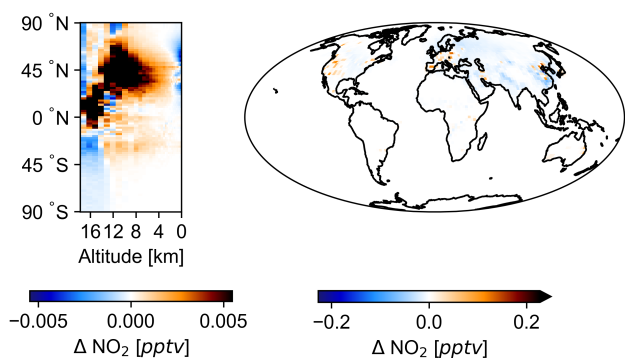 90 °N
45 °N
0 °N
45 °S
90 °S
16 12 8 4 0
Altitude [km]
−0.005 0.000 0.005
Δ NO₂ [pptv]
−0.2 0.0 0.2
Δ NO₂ [pptv]